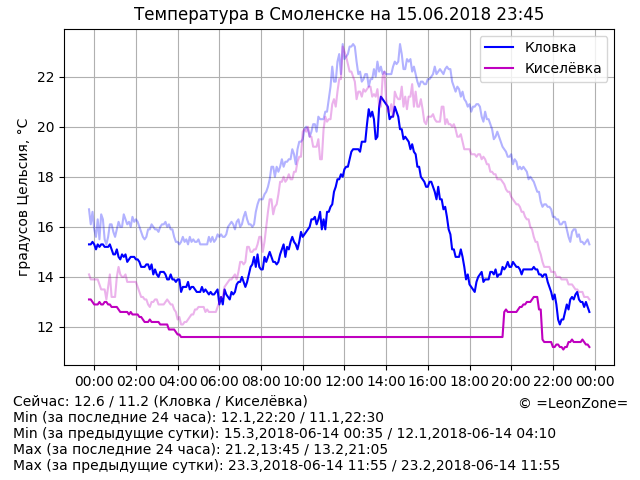 Температура в Смоленске на 15.06.2018 23:45
Кловка
Киселёвка
градусов Цельсия, °C
22
20
18
16
14
12
00:00 02:00 04:00 06:00 08:00 10:00 12:00 14:00 16:00 18:00 20:00 22:00 00:00
© =LeonZone=
Сейчас: 12.6 / 11.2 (Кловка / Киселёвка)
Min (за последние 24 часа): 12.1,22:20 / 11.1,22:30
Min (за предыдущие сутки): 15.3,2018-06-14 00:35 / 12.1,2018-06-14 04:10
Max (за последние 24 часа): 21.2,13:45 / 13.2,21:05
Max (за предыдущие сутки): 23.3,2018-06-14 11:55 / 23.2,2018-06-14 11:55